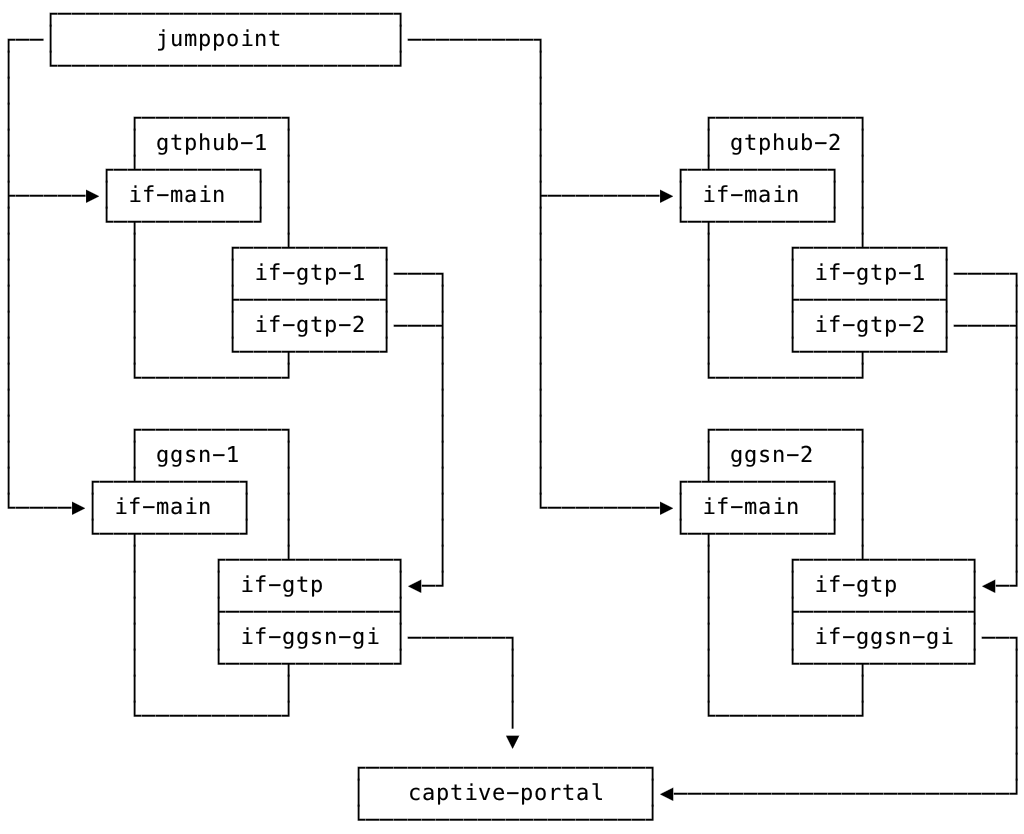 jumppoint
gtphub-1
gtphub-2
if-main
if-main
if-gtp-1
if-gtp-1
if-gtp-2
if-gtp-2
ggsn-1
ggsn-2
if-main
if-main
if-gtp
if-gtp
if-ggsn-gi
if-ggsn-gi
captive-portal